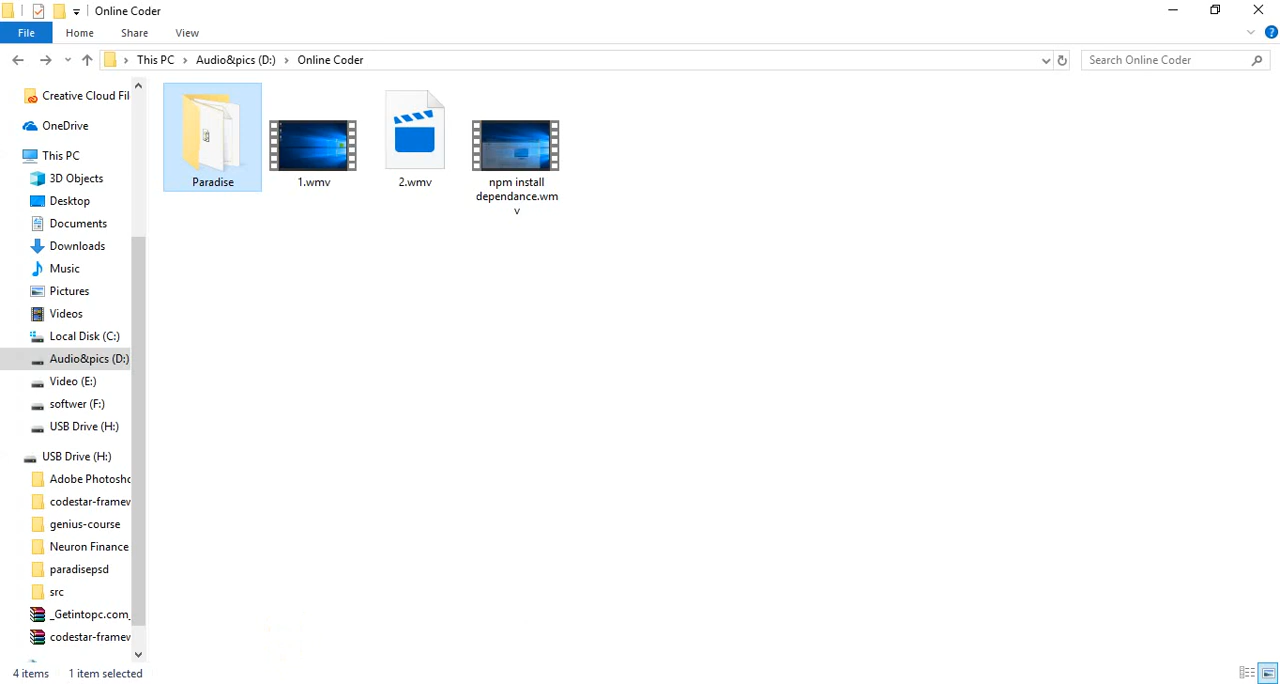 Online Coder
File Home Share View
This PC > Audio&pics (D:) > Online Coder
Search Online Coder
Creative Cloud Fil
OneDrive
This PC
3D Objects
Desktop
Documents
Downloads
Music
Pictures
Videos
Local Disk (C:)
Audio&pics (D:)
Video (E:)
softwer (F:)
USB Drive (H:)
USB Drive (H:)
Adobe Photosho
codestar-framew
genius-course
Neuron Finance
paradisepsd
src
_Getintopc.com_
codestar-framew
Paradise
1.wmv
2.wmv
npm install
dependance.wm
v
4 items 1 item selected